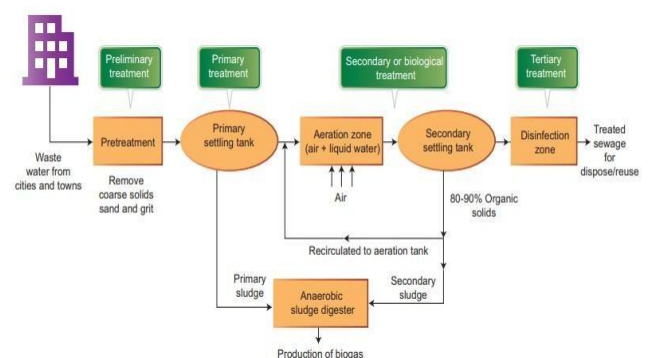 Preliminary
treatment
Primary
treatment
Secondary or biological
treatment
Tertiary
treatment
Waste
water from
cities and towns
Pretreatment
Remove
coarse solids
sand and grit
Primary
settling tank
Aeration zone
(air + liquid water)
Air
Secondary
settling tank
Disinfection
zone
Treated
sewage
for
dispose/reuse
80-90% Organic
solids
Recirculated to aeration tank
Primary
sludge
Secondary
sludge
Anaerobic
sludge digester
Production of biogas